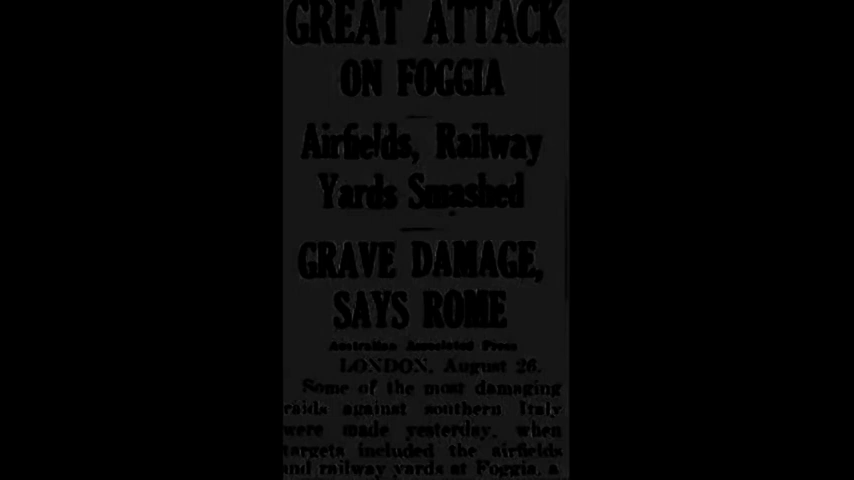 GREAT ATTACK
ON FOGGIA
Airfields, Railway
Yards Smashed
GRAVE DAMAGE,
SAYS ROME
Australian Associated Press
LONDON, August 26.
Some of the most damaging
raids against southern Italy
were made yesterday, when
targets included the airfields
and railway yards at Foggia, a